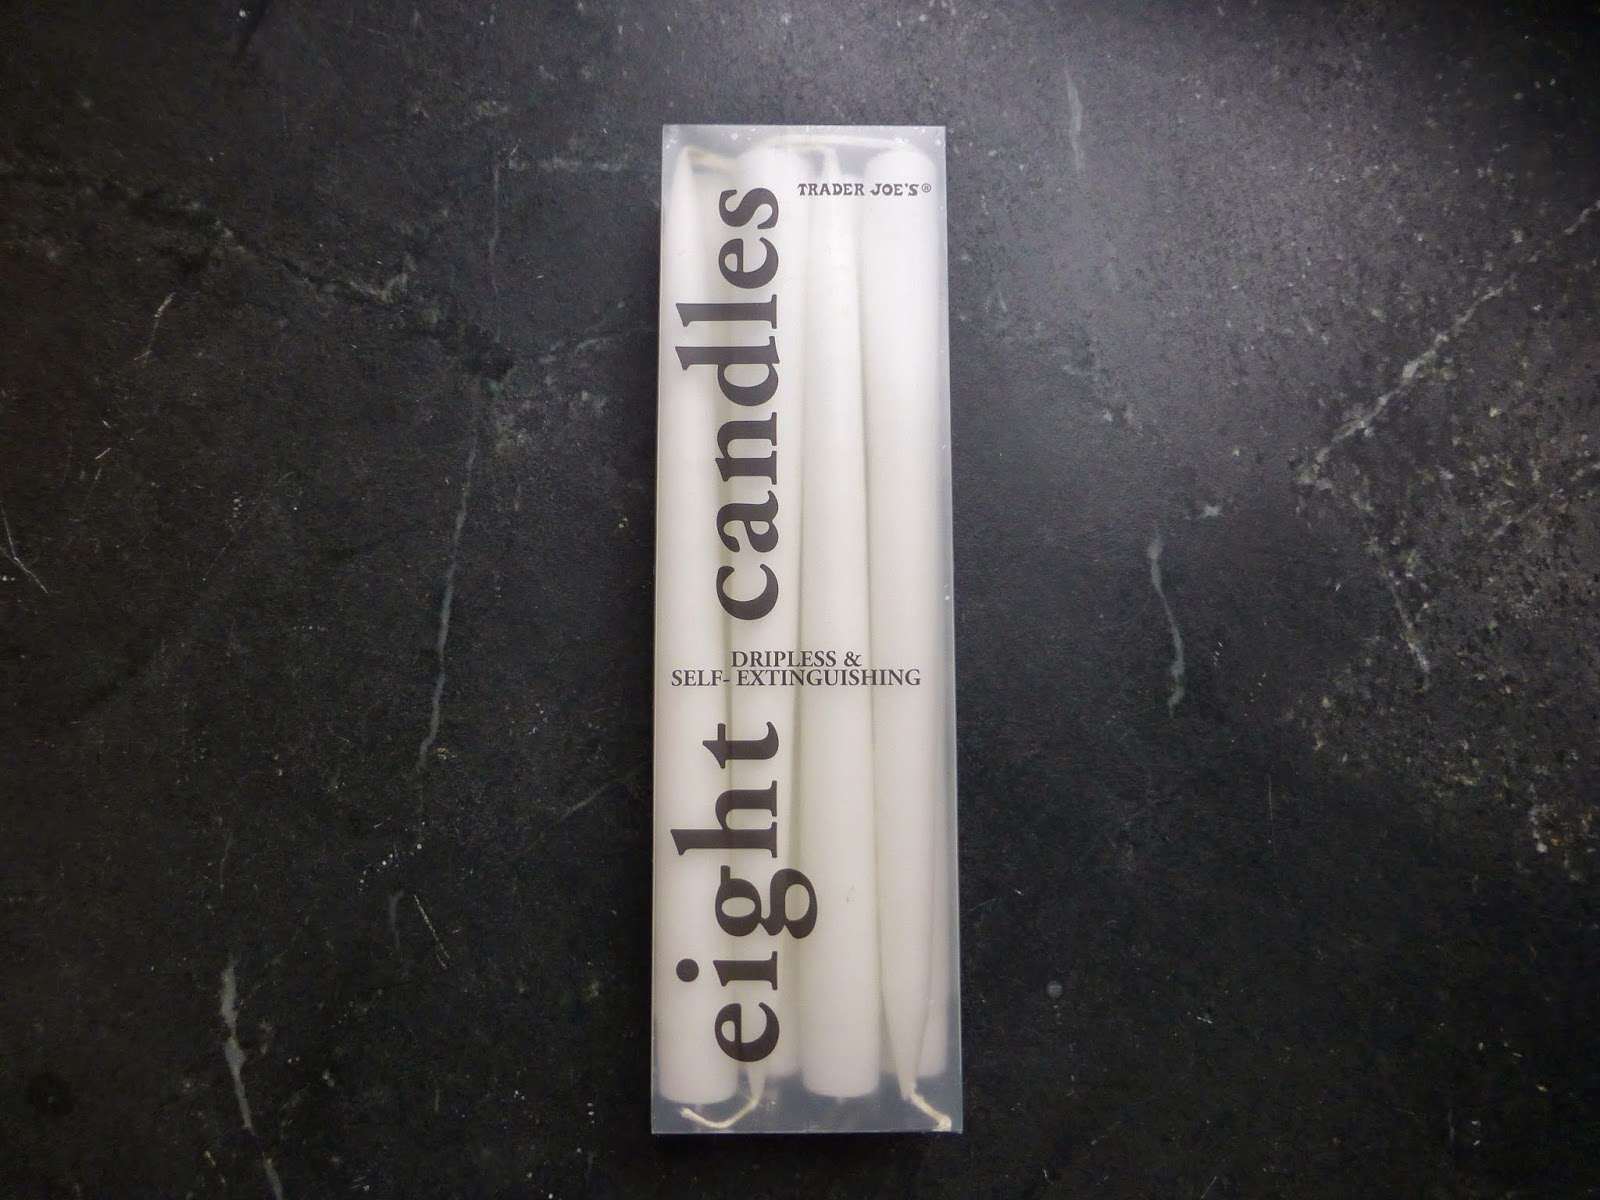 TRADER JOE'S®
eight candles
DRIPLESS &
SELF- EXTINGUISHING